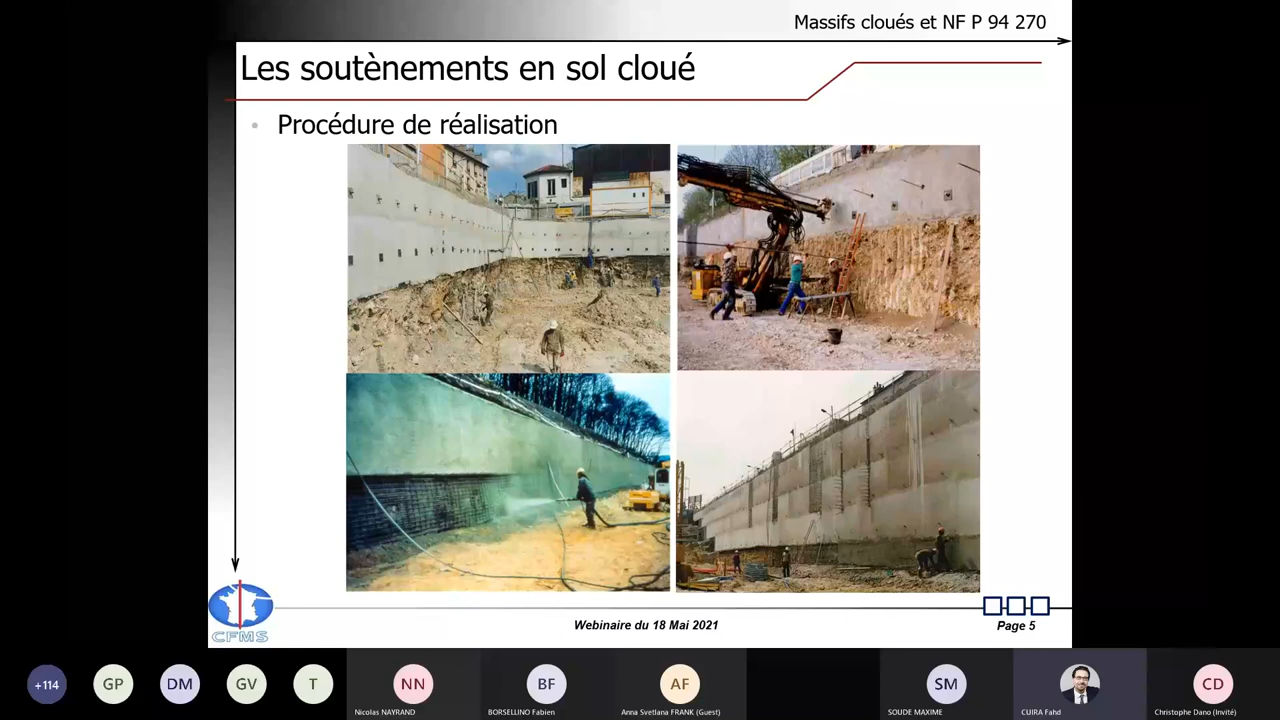 Massifs cloués et NF P 94 270
Les soutènements en sol cloué
• Procédure de réalisation
CFMS
Webinaire du 18 Mai 2021
Page 5
+114
GP
DM
GV
T
NN
BF
AF
SM
CD
Nicolas NAYRAND
BORSELLINO Fabien
Anna Svetlana FRANK (Guest)
SOUDE MAXIME
CUIRA Fahd
Christophe Dano (Invité)